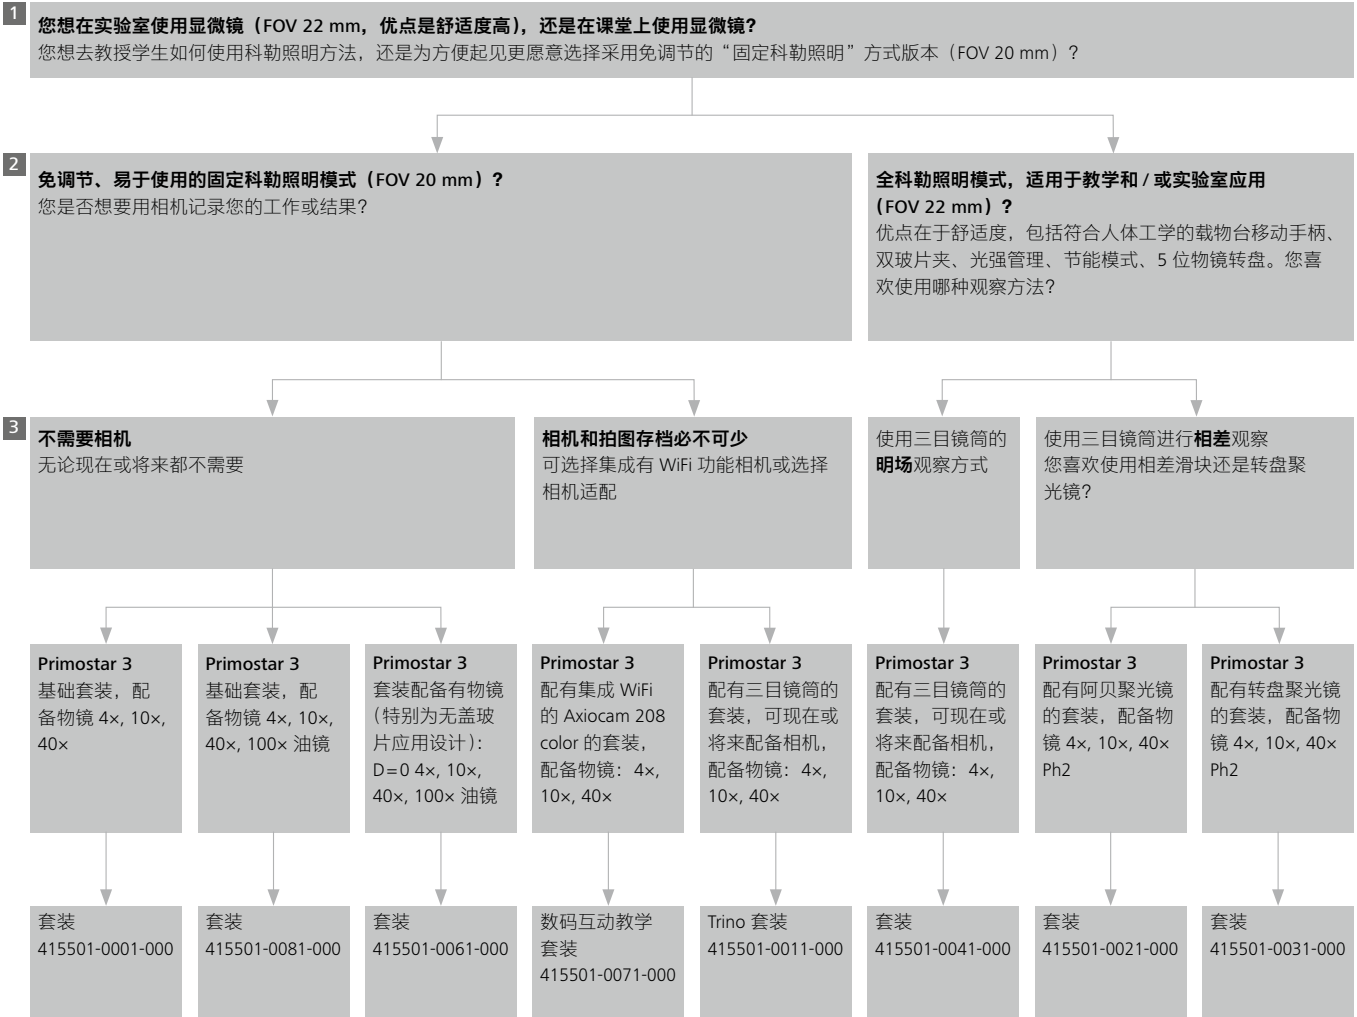 1
您想在实验室使用显微镜（FOV 22 mm，优点是舒适度高），还是在课堂上使用显微镜？
您想去教授学生如何使用科勒照明方法，还是为方便起见更愿意选择采用免调节的“固定科勒照明”方式版本（FOV 20 mm）？
2
免调节、易于使用的固定科勒照明模式（FOV 20 mm）？
您是否想要用相机记录您的工作或结果？
全科勒照明模式，适用于教学和 / 或实验室应用
（FOV 22 mm）？
优点在于舒适度，包括符合人体工学的载物台移动手柄、
双玻片夹、光强管理、节能模式、5 位物镜转盘。您喜
欢使用哪种观察方法？
3
不需要相机
无论现在或将来都不需要
相机和拍图存档必不可少
可选择集成有 WiFi 功能相机或选择
相机适配
使用三目镜筒的
明场观察方式
使用三目镜筒进行相差观察
您喜欢使用相差滑块还是转盘聚
光镜？
Primostar 3
基础套装，配
备物镜 4×, 10×,
40×
Primostar 3
基础套装，配
备物镜 4×, 10×,
40×, 100× 油镜
Primostar 3
套装配备有物镜
（特别为无盖玻
片应用设计）：
D=0 4×, 10×,
40×, 100× 油镜
Primostar 3
配有集成 WiFi
的 Axiocam 208
color 的套装，
配备物镜：4×,
10×, 40×
Primostar 3
配有三目镜筒的
套装，可现在或
将来配备相机，
配备物镜：4×,
10×, 40×
Primostar 3
配有三目镜筒的
套装，可现在或
将来配备相机，
配备物镜：4×,
10×, 40×
Primostar 3
配有阿贝聚光镜
的套装，配备物
镜 4×, 10×, 40×
Ph2
Primostar 3
配有转盘聚光镜
的套装，配备物
镜 4×, 10×, 40×
Ph2
套装
415501-0001-000
套装
415501-0081-000
套装
415501-0061-000
数码互动教学
套装
415501-0071-000
Trino 套装
415501-0011-000
套装
415501-0041-000
套装
415501-0021-000
套装
415501-0031-000